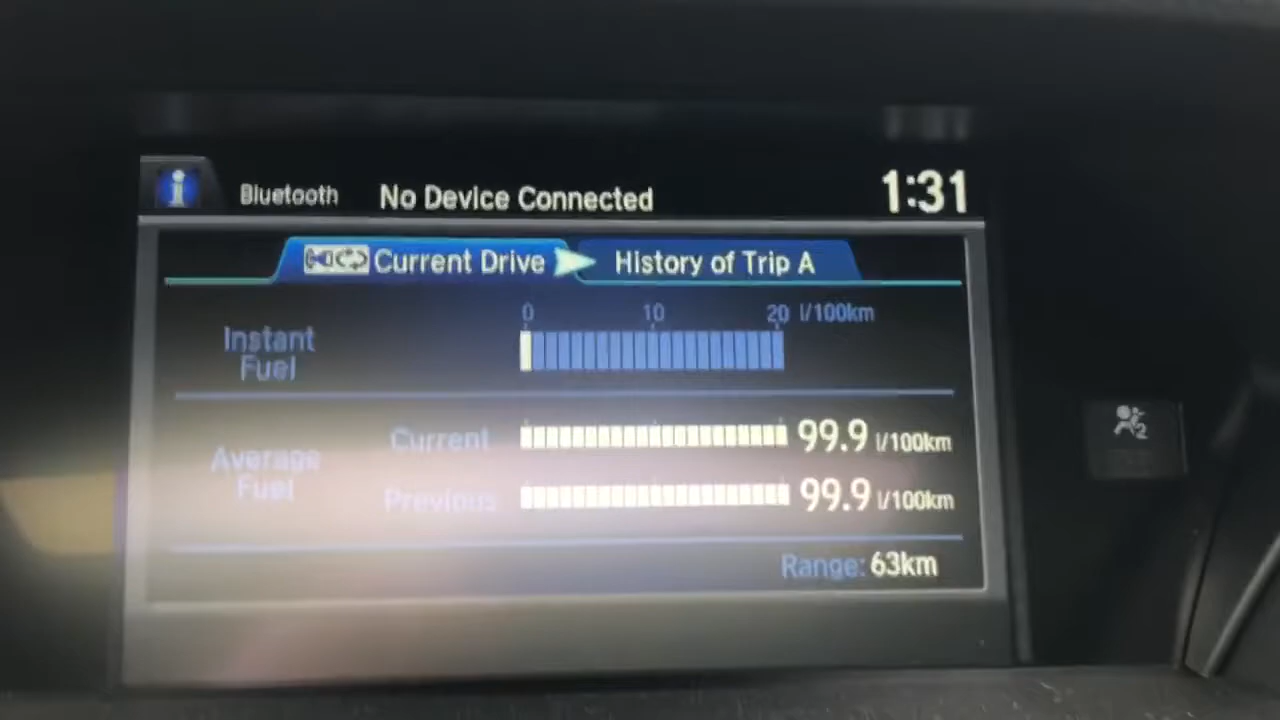 Bluetooth No Device Connected 1:31
Current Drive History of Trip A
0 10 20 l/100km
Instant
Fuel
Current 99.9 l/100km
Average
Fuel
Previous 99.9 l/100km
Range: 63km
2